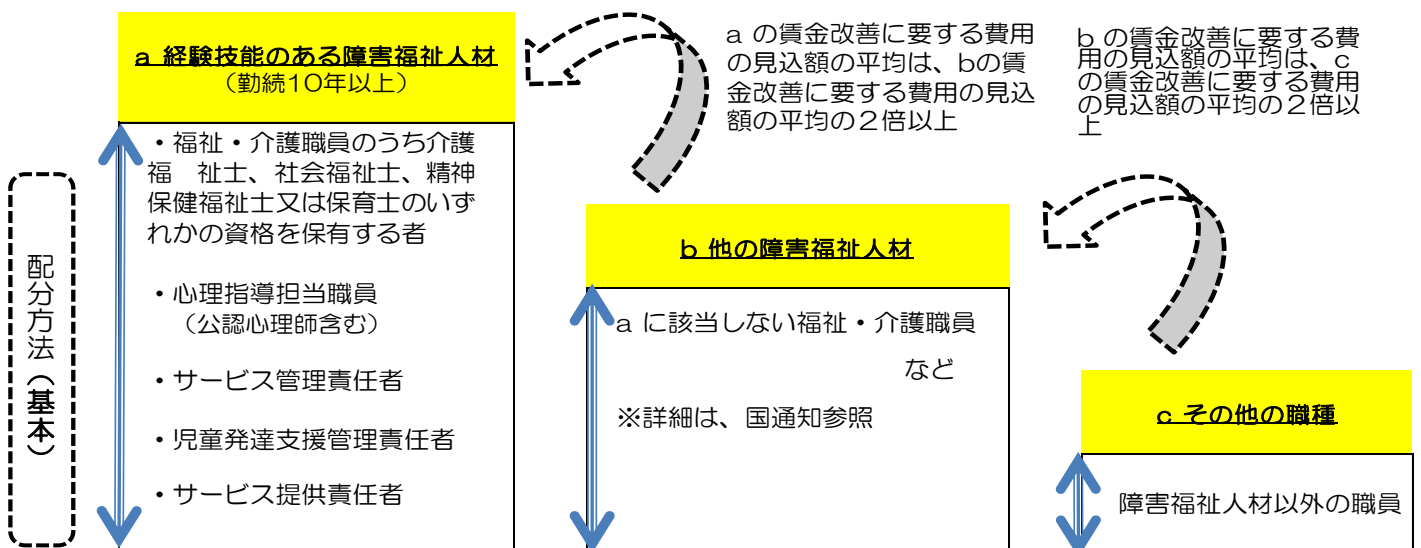 配分方法（基本）
a 経験技能のある障害福祉人材
（勤続10年以上）
・福祉・介護職員のうち介護
福　祉士、社会福祉士、精神
保健福祉士又は保育士のいず
れかの資格を保有する者
・心理指導担当職員
（公認心理師含む）
・サービス管理責任者
・児童発達支援管理責任者
・サービス提供責任者
a の賃金改善に要する費用
の見込額の平均は、bの賃
金改善に要する費用の見込
額の平均の２倍以上
b 他の障害福祉人材
a に該当しない福祉・介護職員
など
※詳細は、国通知参照
b の賃金改善に要する費
用の見込額の平均は、c
の賃金改善に要する費用
の見込額の平均の２倍以
上
c その他の職種
障害福祉人材以外の職員